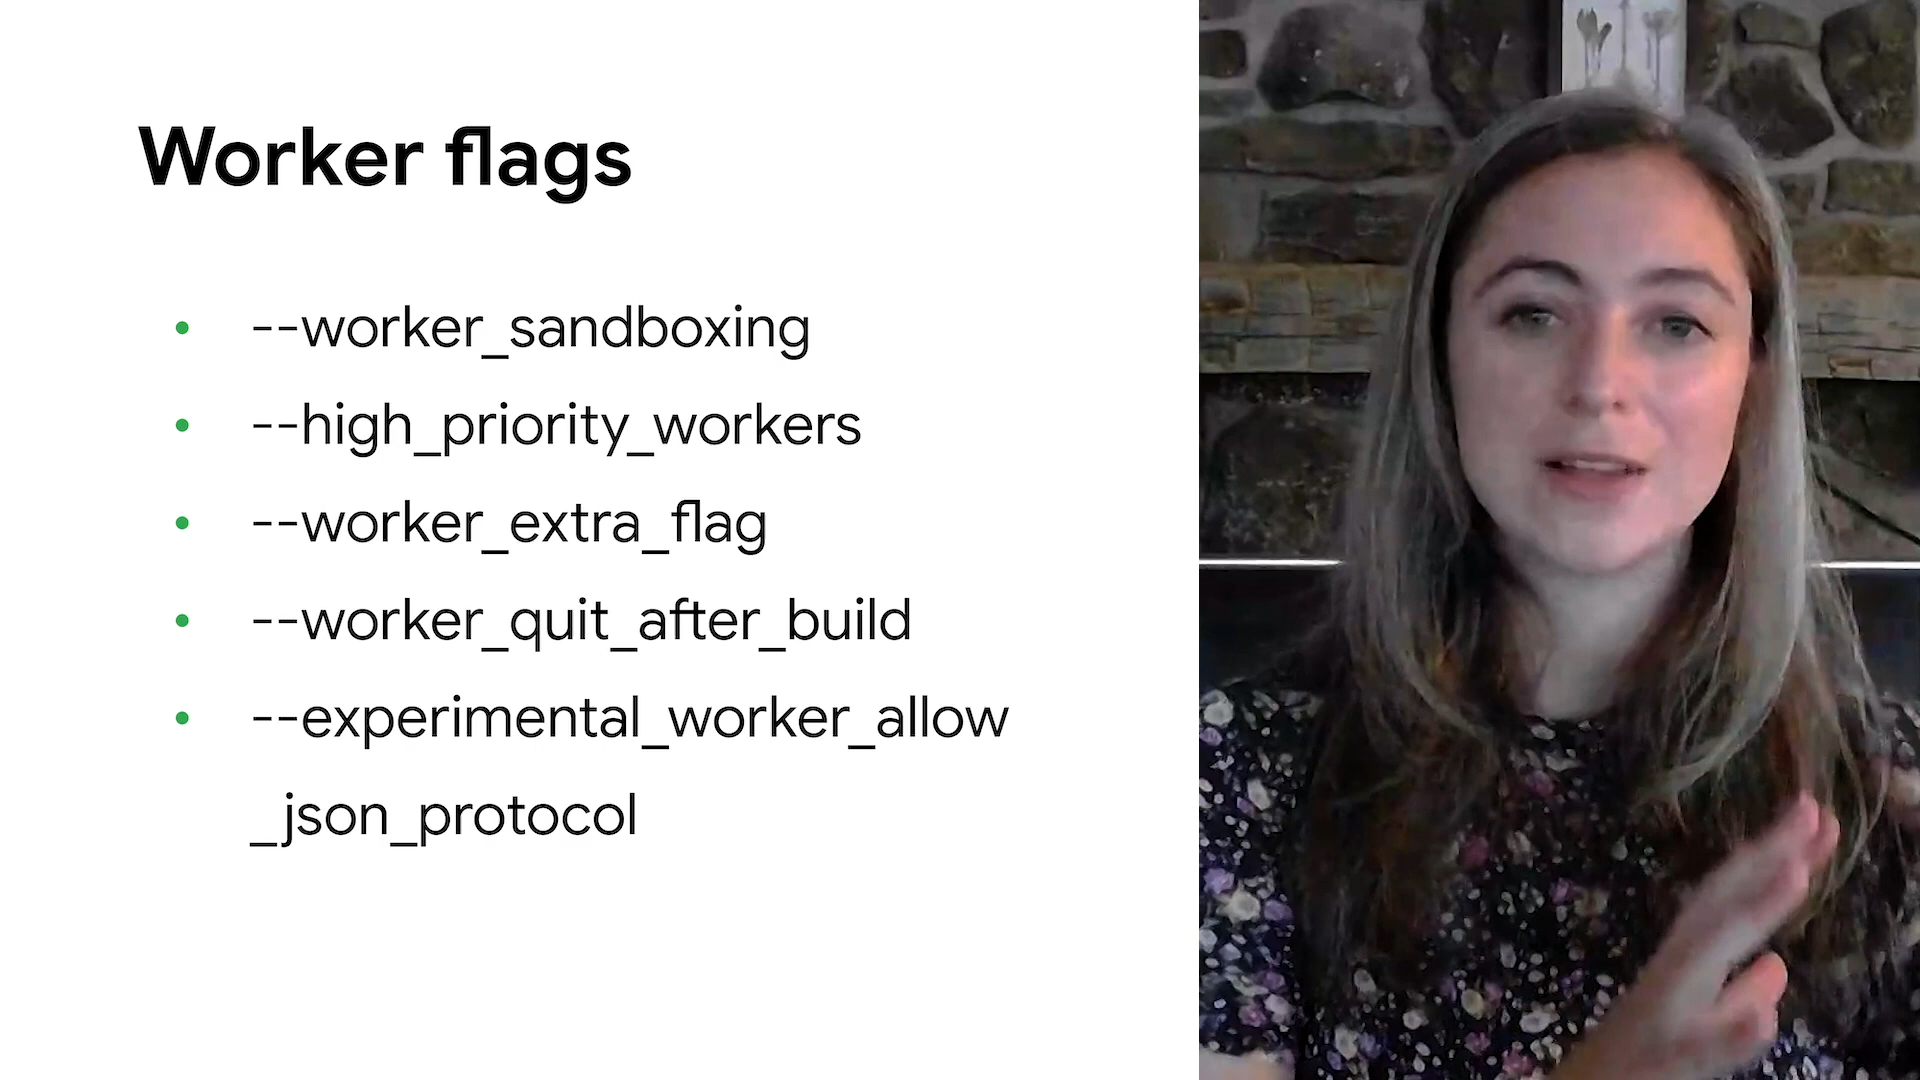 Worker flags
--worker_sandboxing
--high_priority_workers
--worker_extra_flag
--worker_quit_after_build
--experimental_worker_allow
_json_protocol